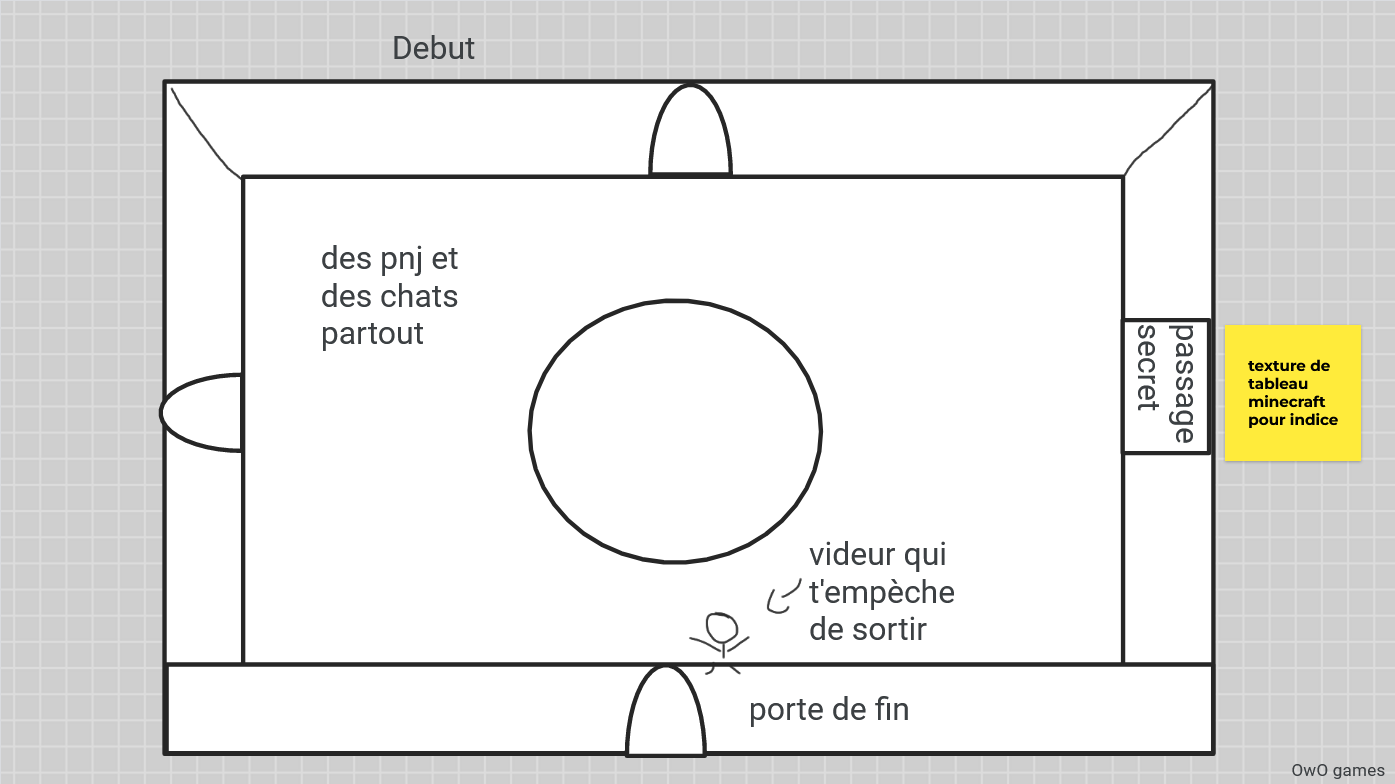 Debut
des pnj et
des chats
partout
passage
secret
texture de
tableau
minecraft
pour indice
videur qui
t'empèche
de sortir
porte de fin
OwO games